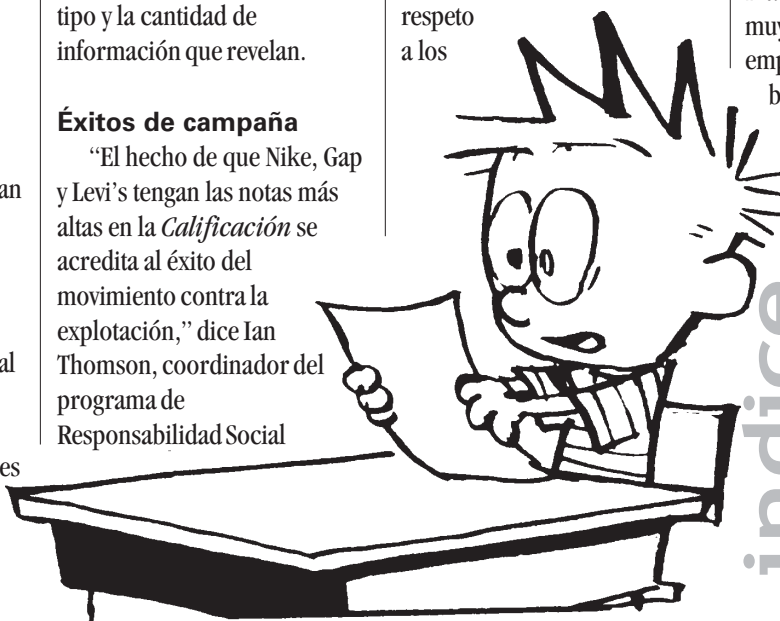 an
al
es
tipo y la cantidad de
información que revelan.
Éxitos de campaña
“El hecho de que Nike, Gap
y Levi’s tengan las notas más
altas en la Calificación se
acredita al éxito del
movimiento contra la
explotación,” dice Ian
Thomson, coordinador del
programa de
Responsabilidad Social
respeto
a los
muy
emp
b
indice